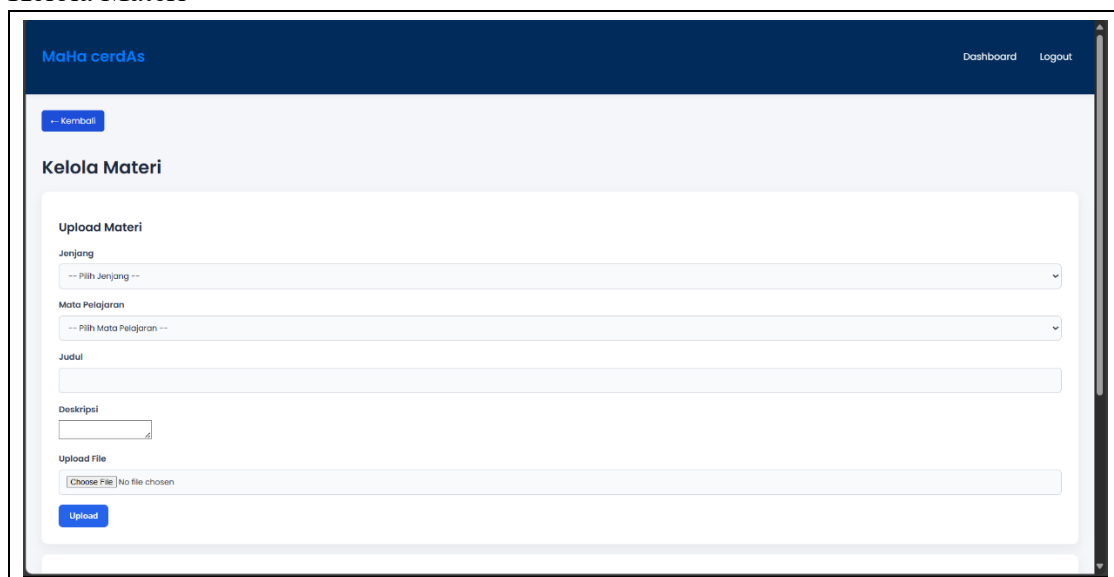 MaHa cerdAs
Dashboard Logout
← Kembali
Kelola Materi
Upload Materi
Jenjang
-- Pilih Jenjang --
Mata Pelajaran
-- Pilih Mata Pelajaran --
Judul
Deskripsi
Upload File
Choose File No file chosen
Upload